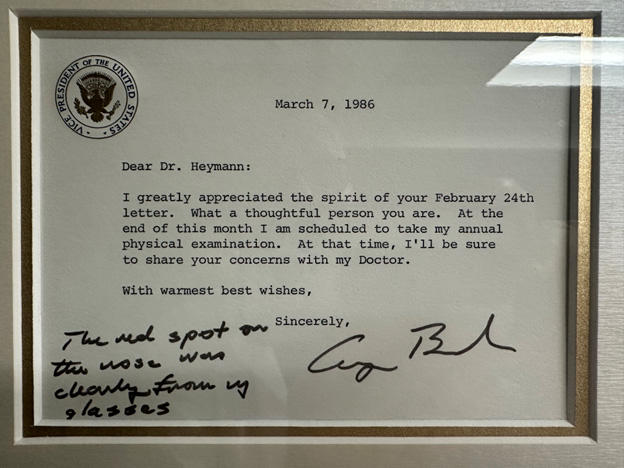 VICE PRESIDENT OF THE UNITED STATES
March 7, 1986
Dear Dr. Heymann:
I greatly appreciated the spirit of your February 24th
letter. What a thoughtful person you are. At the
end of this month I am scheduled to take my annual
physical examination. At that time, I'll be sure
to share your concerns with my Doctor.
With warmest best wishes,
Sincerely,
The red spot on
the nose was
clearly from my
glasses